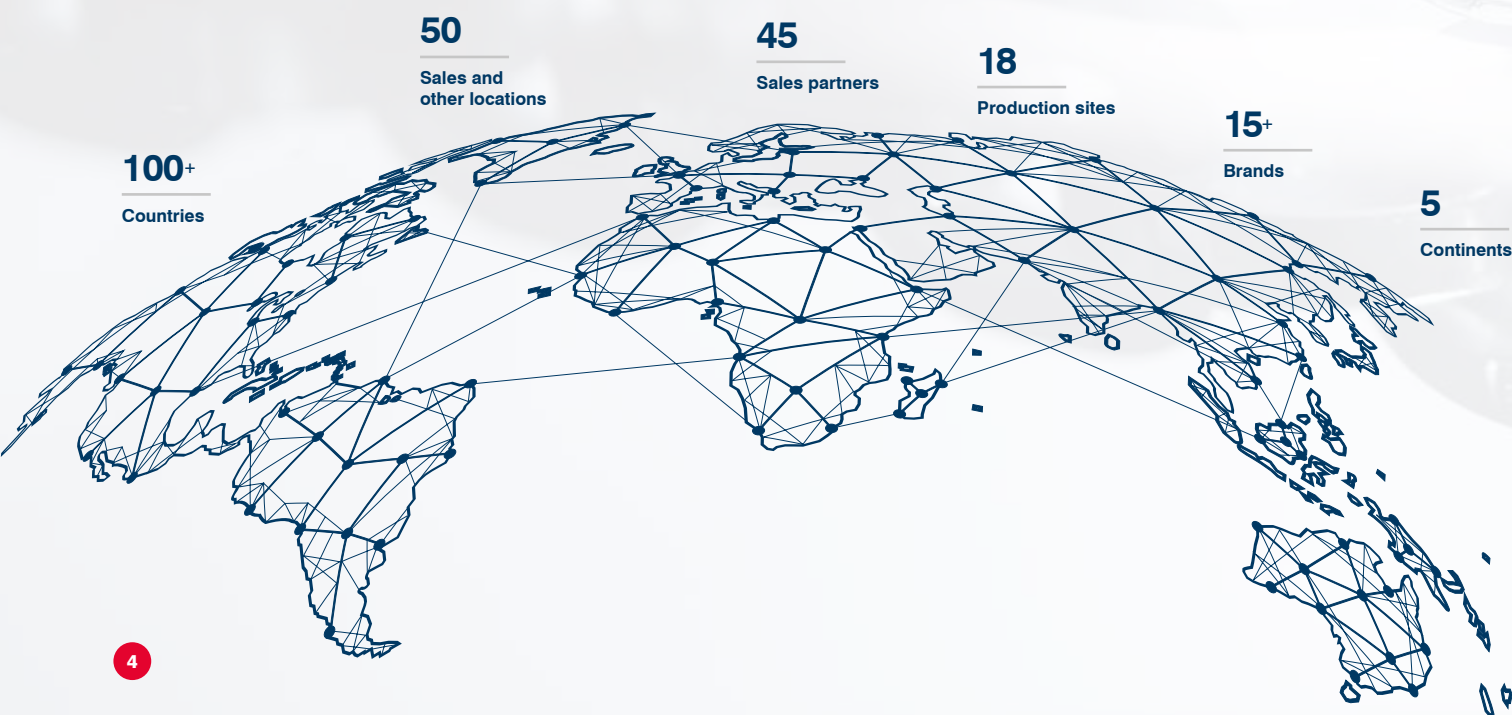 100+
Countries
50
Sales and
other locations
45
Sales partners
18
Production sites
15+
Brands
5
Continents
4